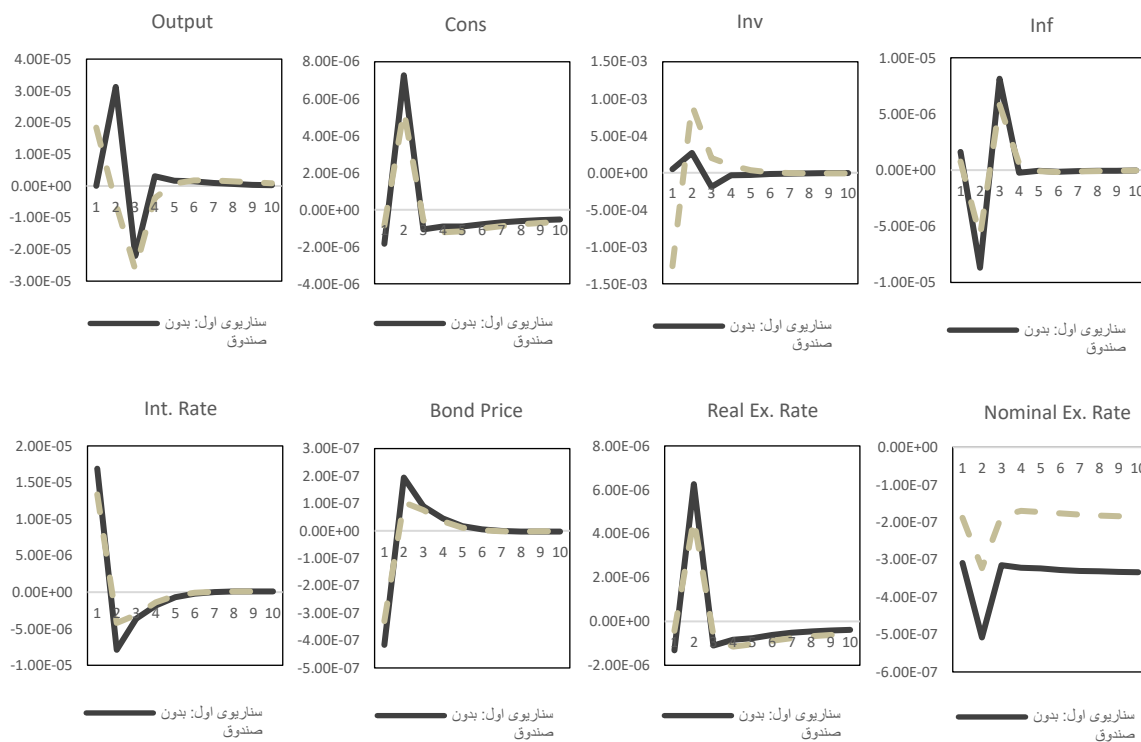 Output
4.00E-05
3.00E-05
2.00E-05
1.00E-05
0.00E+00
-1.00E-05
-2.00E-05
-3.00E-05
1 2 3 4 5 6 7 8 9 10
سناریوی اول: بدون
صندوق
Cons
8.00E-06
6.00E-06
4.00E-06
2.00E-06
0.00E+00
-2.00E-06
-4.00E-06
1 2 3 4 5 6 7 8 9 10
سناریوی اول: بدون
صندوق
Inv
1.50E-03
1.00E-03
5.00E-04
0.00E+00
-5.00E-04
-1.00E-03
-1.50E-03
1 2 3 4 5 6 7 8 9 10
سناریوی اول: بدون
صندوق
Inf
1.00E-05
5.00E-06
0.00E+00
-5.00E-06
-1.00E-05
1 2 3 4 5 6 7 8 9 10
سناریوی اول: بدون
صندوق
Int. Rate
2.00E-05
1.50E-05
1.00E-05
5.00E-06
0.00E+00
-5.00E-06
-1.00E-05
1 2 3 4 5 6 7 8 9 10
سناریوی اول: بدون
صندوق
Bond Price
3.00E-07
2.00E-07
1.00E-07
0.00E+00
-1.00E-07
-2.00E-07
-3.00E-07
-4.00E-07
-5.00E-07
1 2 3 4 5 6 7 8 9 10
سناریوی اول: بدون
صندوق
Real Ex. Rate
8.00E-06
6.00E-06
4.00E-06
2.00E-06
0.00E+00
-2.00E-06
1 2 3 4 5 6 7 8 9 10
سناریوی اول: بدون
صندوق
Nominal Ex. Rate
0.00E+00
-1.00E-07
-2.00E-07
-3.00E-07
-4.00E-07
-5.00E-07
-6.00E-07
1 2 3 4 5 6 7 8 9 10
سناریوی اول: بدون
صندوق